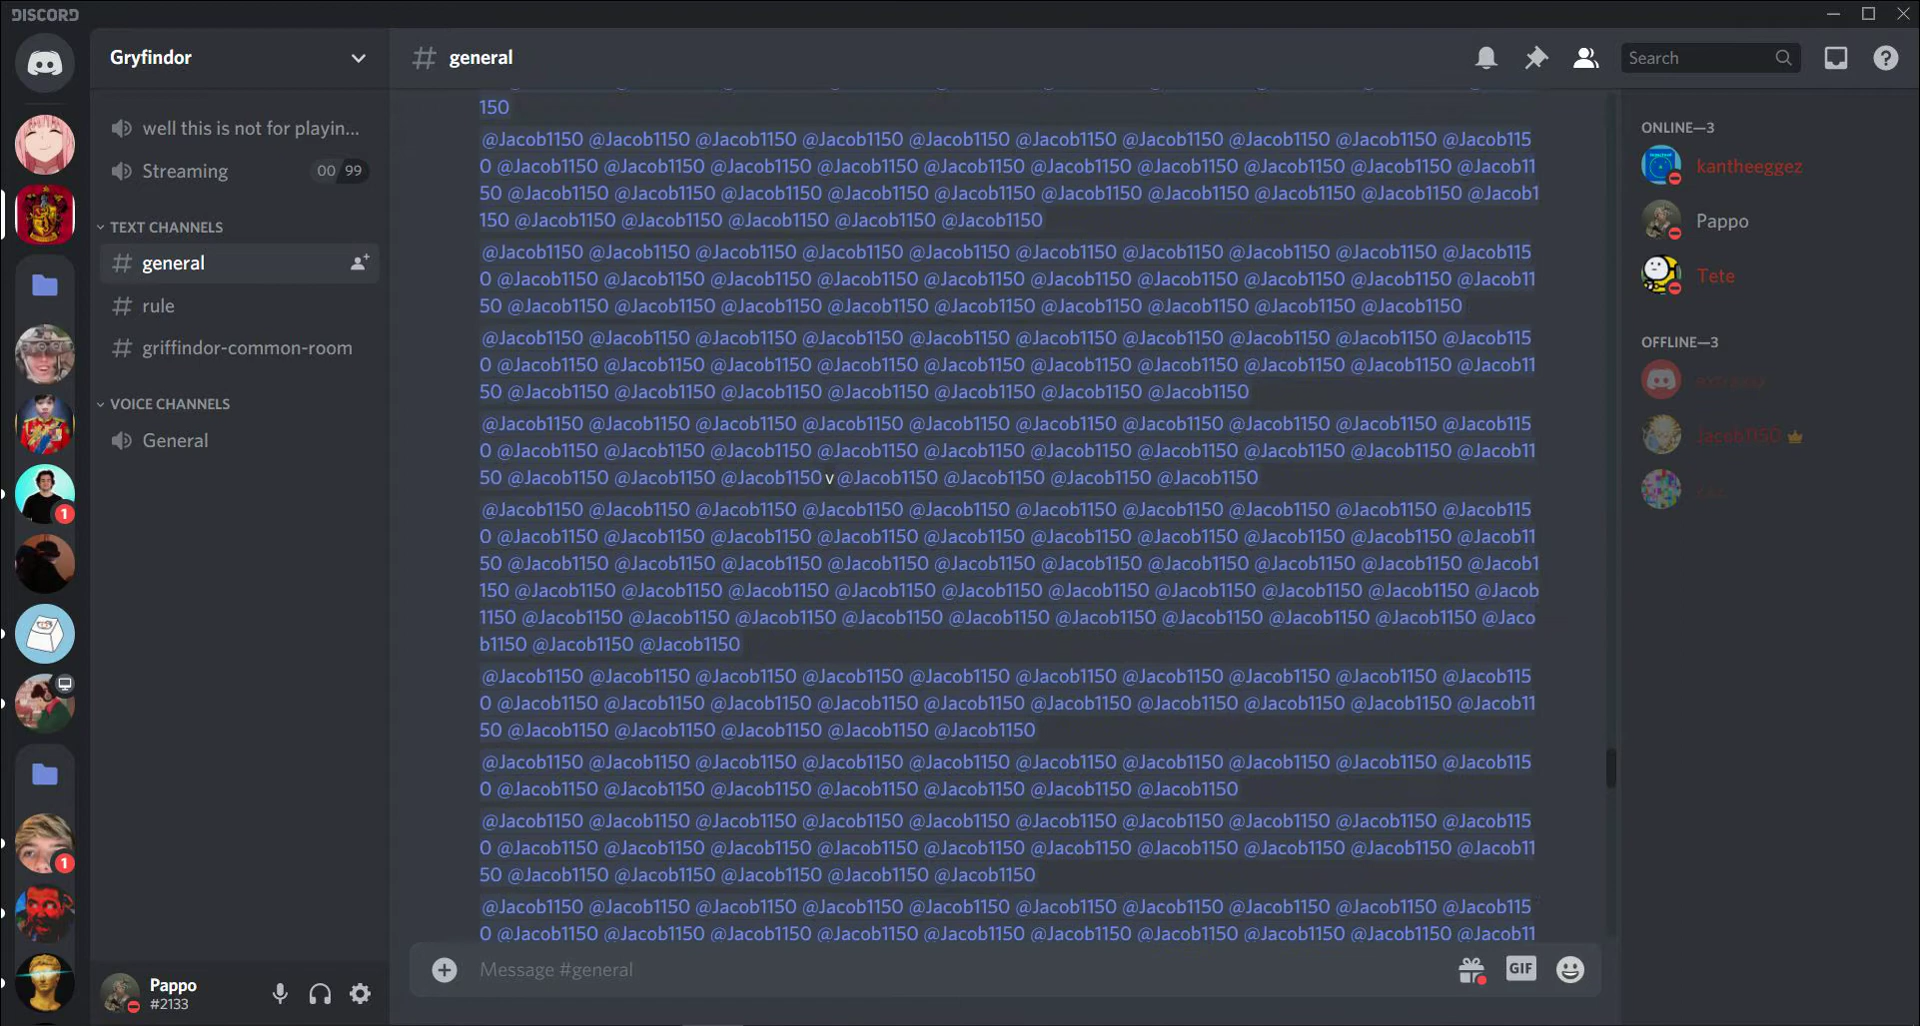 DISCORD
Gryfindor
general
Search
well this is not for playin...
Streaming
00 99
TEXT CHANNELS
general
rule
griffindor-common-room
VOICE CHANNELS
General
Pappo
#2133
150
@Jacob1150 @Jacob1150 @Jacob1150 @Jacob1150 @Jacob1150 @Jacob1150 @Jacob1150 @Jacob1150 @Jacob1150 @Jacob115
0 @Jacob1150 @Jacob1150 @Jacob1150 @Jacob1150 @Jacob1150 @Jacob1150 @Jacob1150 @Jacob1150 @Jacob1150 @Jacob11
50 @Jacob1150 @Jacob1150 @Jacob1150 @Jacob1150 @Jacob1150 @Jacob1150 @Jacob1150 @Jacob1150 @Jacob1150 @Jacob1
150 @Jacob1150 @Jacob1150 @Jacob1150 @Jacob1150 @Jacob1150
@Jacob1150 @Jacob1150 @Jacob1150 @Jacob1150 @Jacob1150 @Jacob1150 @Jacob1150 @Jacob1150 @Jacob1150 @Jacob115
0 @Jacob1150 @Jacob1150 @Jacob1150 @Jacob1150 @Jacob1150 @Jacob1150 @Jacob1150 @Jacob1150 @Jacob1150 @Jacob11
50 @Jacob1150 @Jacob1150 @Jacob1150 @Jacob1150 @Jacob1150 @Jacob1150 @Jacob1150 @Jacob1150 @Jacob1150
@Jacob1150 @Jacob1150 @Jacob1150 @Jacob1150 @Jacob1150 @Jacob1150 @Jacob1150 @Jacob1150 @Jacob1150 @Jacob115
0 @Jacob1150 @Jacob1150 @Jacob1150 @Jacob1150 @Jacob1150 @Jacob1150 @Jacob1150 @Jacob1150 @Jacob1150 @Jacob11
50 @Jacob1150 @Jacob1150 @Jacob1150 @Jacob1150 @Jacob1150 @Jacob1150 @Jacob1150
@Jacob1150 @Jacob1150 @Jacob1150 @Jacob1150 @Jacob1150 @Jacob1150 @Jacob1150 @Jacob1150 @Jacob1150 @Jacob115
0 @Jacob1150 @Jacob1150 @Jacob1150 @Jacob1150 @Jacob1150 @Jacob1150 @Jacob1150 @Jacob1150 @Jacob1150 @Jacob11
50 @Jacob1150 @Jacob1150 @Jacob1150 v @Jacob1150 @Jacob1150 @Jacob1150 @Jacob1150
@Jacob1150 @Jacob1150 @Jacob1150 @Jacob1150 @Jacob1150 @Jacob1150 @Jacob1150 @Jacob1150 @Jacob1150 @Jacob115
0 @Jacob1150 @Jacob1150 @Jacob1150 @Jacob1150 @Jacob1150 @Jacob1150 @Jacob1150 @Jacob1150 @Jacob1150 @Jacob11
50 @Jacob1150 @Jacob1150 @Jacob1150 @Jacob1150 @Jacob1150 @Jacob1150 @Jacob1150 @Jacob1150 @Jacob1150 @Jacob1
150 @Jacob1150 @Jacob1150 @Jacob1150 @Jacob1150 @Jacob1150 @Jacob1150 @Jacob1150 @Jacob1150 @Jacob1150 @Jacob
1150 @Jacob1150 @Jacob1150 @Jacob1150 @Jacob1150 @Jacob1150 @Jacob1150 @Jacob1150 @Jacob1150 @Jacob1150 @Jaco
b1150 @Jacob1150 @Jacob1150
@Jacob1150 @Jacob1150 @Jacob1150 @Jacob1150 @Jacob1150 @Jacob1150 @Jacob1150 @Jacob1150 @Jacob1150 @Jacob115
0 @Jacob1150 @Jacob1150 @Jacob1150 @Jacob1150 @Jacob1150 @Jacob1150 @Jacob1150 @Jacob1150 @Jacob1150 @Jacob11
50 @Jacob1150 @Jacob1150 @Jacob1150 @Jacob1150 @Jacob1150
@Jacob1150 @Jacob1150 @Jacob1150 @Jacob1150 @Jacob1150 @Jacob1150 @Jacob1150 @Jacob1150 @Jacob1150 @Jacob115
0 @Jacob1150 @Jacob1150 @Jacob1150 @Jacob1150 @Jacob1150 @Jacob1150 @Jacob1150
@Jacob1150 @Jacob1150 @Jacob1150 @Jacob1150 @Jacob1150 @Jacob1150 @Jacob1150 @Jacob1150 @Jacob1150 @Jacob115
0 @Jacob1150 @Jacob1150 @Jacob1150 @Jacob1150 @Jacob1150 @Jacob1150 @Jacob1150 @Jacob1150 @Jacob1150 @Jacob11
50 @Jacob1150 @Jacob1150 @Jacob1150 @Jacob1150 @Jacob1150
@Jacob1150 @Jacob1150 @Jacob1150 @Jacob1150 @Jacob1150 @Jacob1150 @Jacob1150 @Jacob1150 @Jacob1150 @Jacob115
0 @Jacob1150 @Jacob1150 @Jacob1150 @Jacob1150 @Jacob1150 @Jacob1150 @Jacob1150 @Jacob1150 @Jacob1150 @Jacob11
Message #general
GIF
ONLINE—3
kantheeggez
Pappo
Tete
OFFLINE—3
Jacob1150
1
1